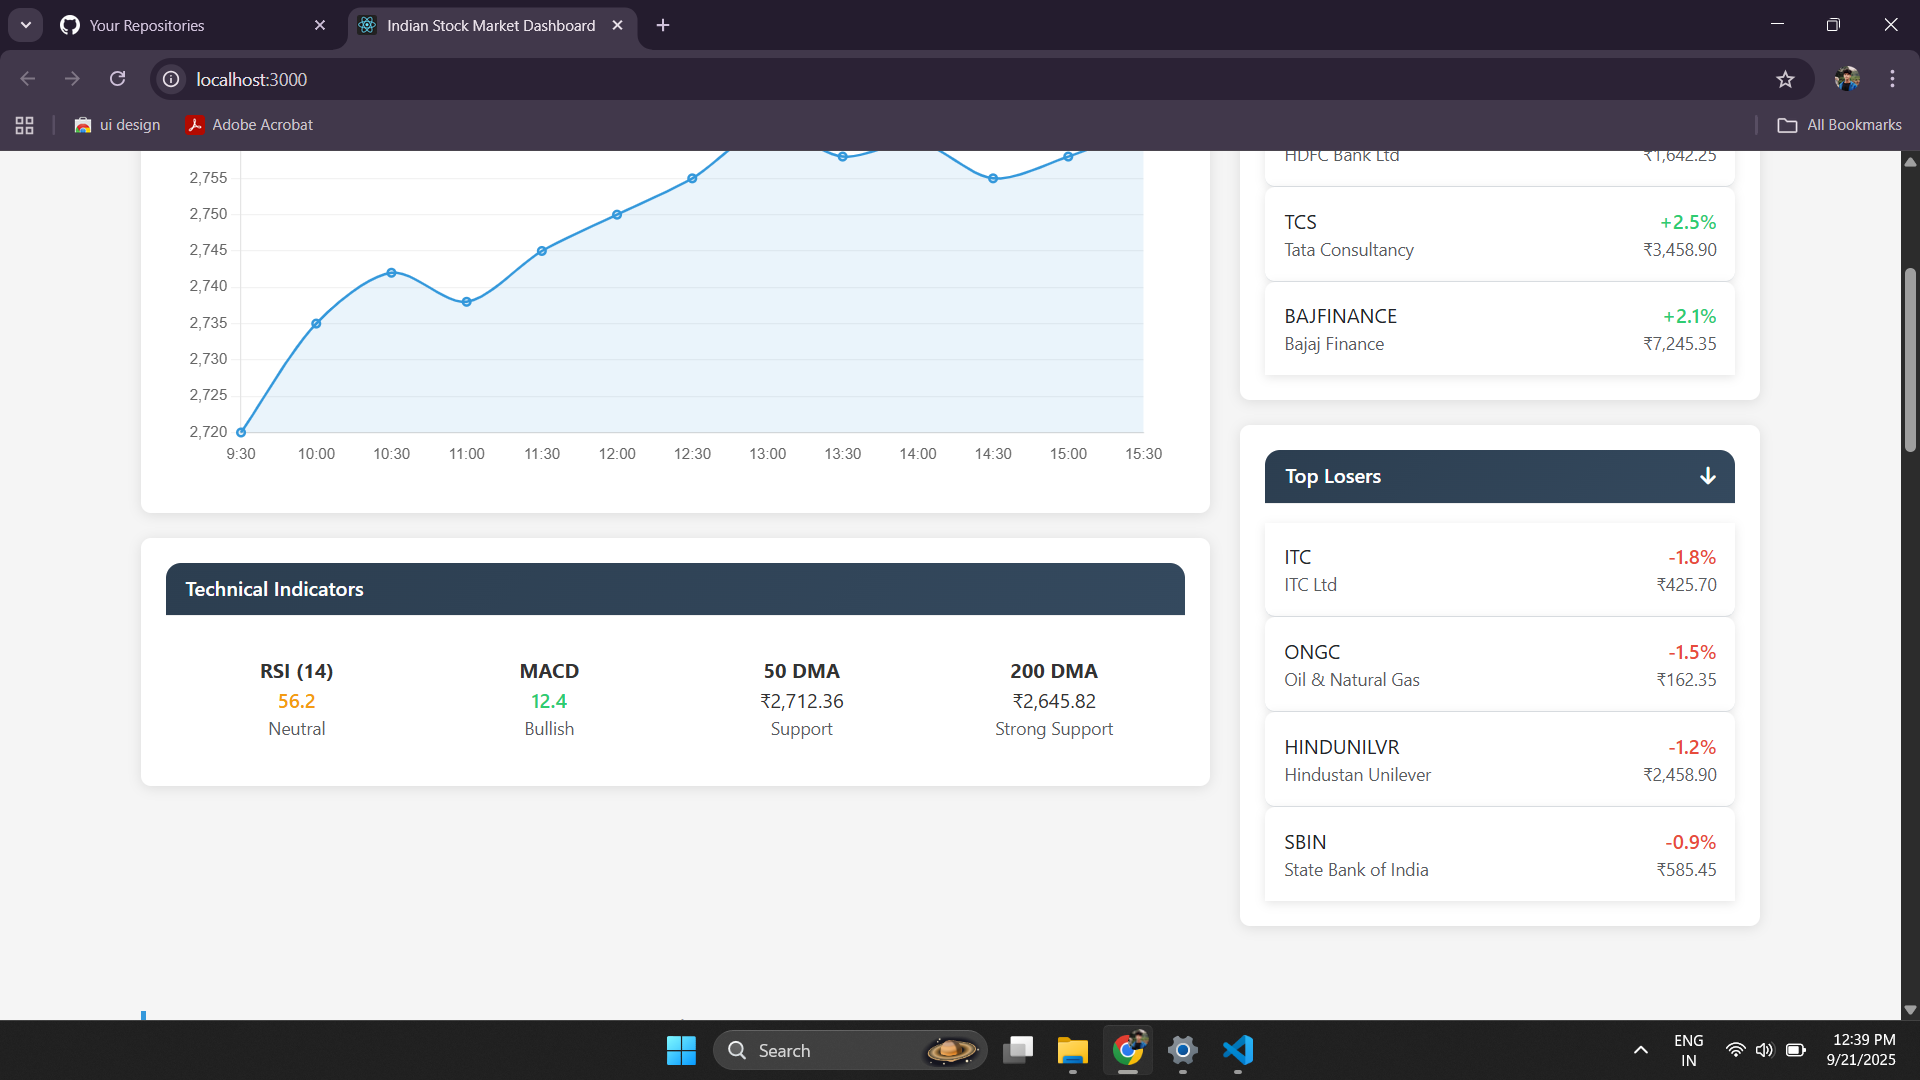 Your Repositories
Indian Stock Market Dashboard
localhost:3000
ui design
Adobe Acrobat
All Bookmarks
2,755
2,750
2,745
2,740
2,735
2,730
2,725
2,720
9:30 10:00 10:30 11:00 11:30 12:00 12:30 13:00 13:30 14:00 14:30 15:00 15:30
Technical Indicators
RSI (14)
56.2
Neutral
MACD
12.4
Bullish
50 DMA
₹2,712.36
Support
200 DMA
₹2,645.82
Strong Support
HDFC Bank Ltd ₹1,642.25
TCS +2.5%
Tata Consultancy ₹3,458.90
BAJFINANCE +2.1%
Bajaj Finance ₹7,245.35
Top Losers
ITC -1.8%
ITC Ltd ₹425.70
ONGC -1.5%
Oil & Natural Gas ₹162.35
HINDUNILVR -1.2%
Hindustan Unilever ₹2,458.90
SBIN -0.9%
State Bank of India ₹585.45
Search
ENG
IN
12:39 PM
9/21/2025